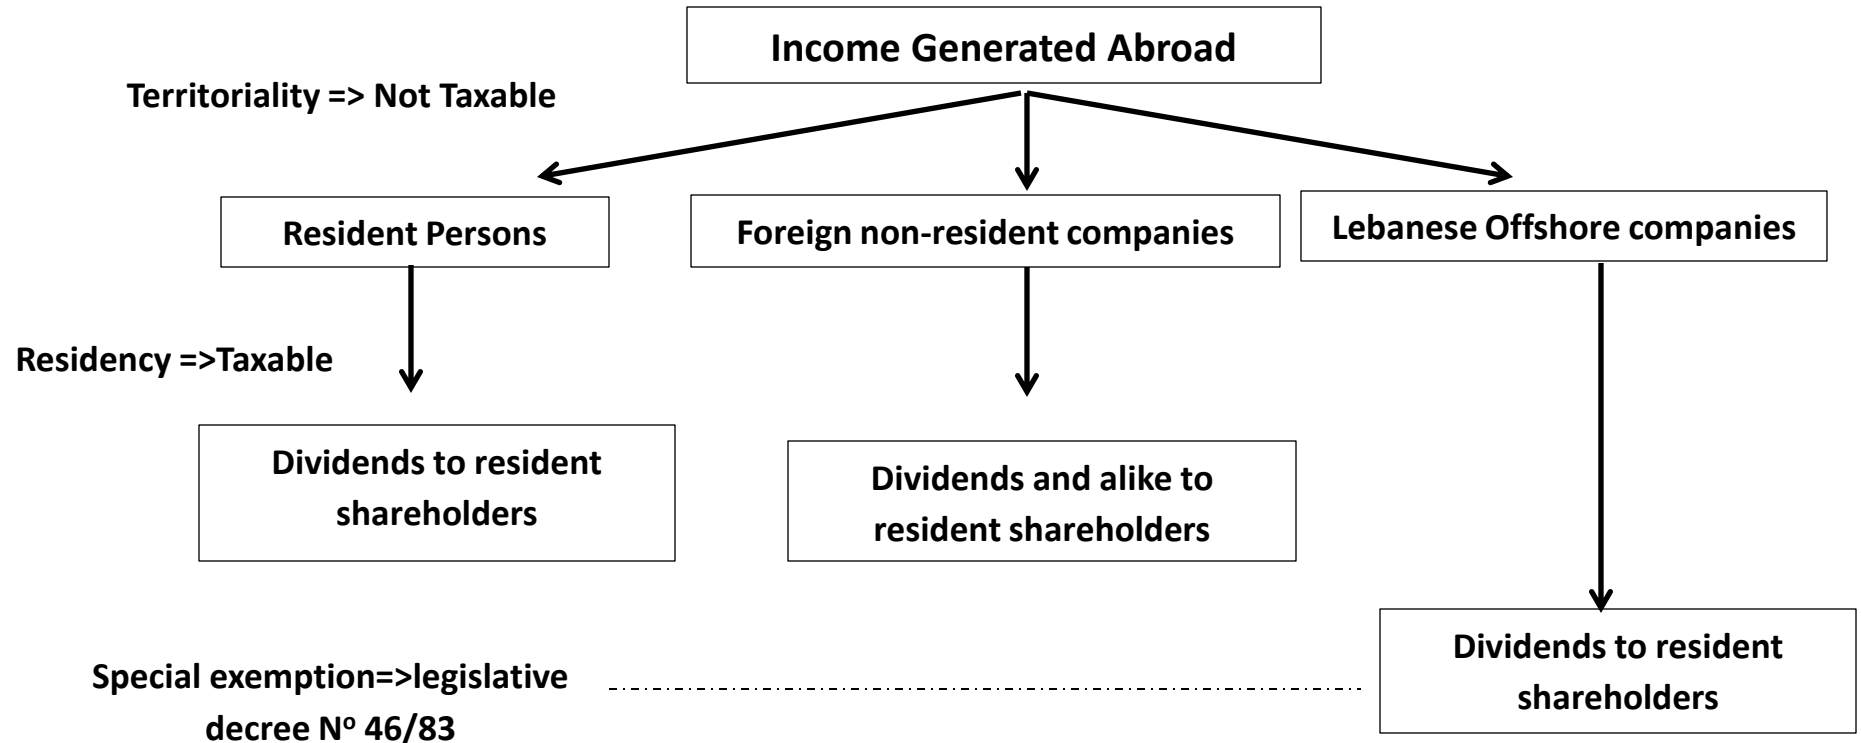 Income Generated Abroad
Territoriality => Not Taxable
Resident Persons
Foreign non-resident companies
Lebanese Offshore companies
Residency =>Taxable
Dividends to resident
shareholders
Dividends and alike to
resident shareholders
Dividends to resident
shareholders
Special exemption=>legislative
decree Nº 46/83